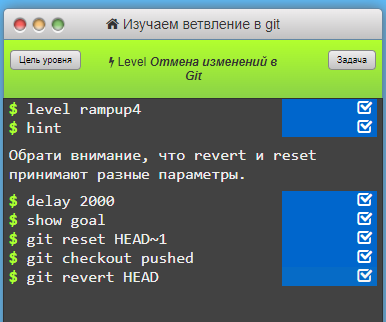 Изучаем ветвление в git
Цель уровня
Level Отмена изменений в
Git
Задача
$ level rampup4
$ hint
Обрати внимание, что revert и reset
принимают разные параметры.
$ delay 2000
$ show goal
$ git reset HEAD~1
$ git checkout pushed
$ git revert HEAD